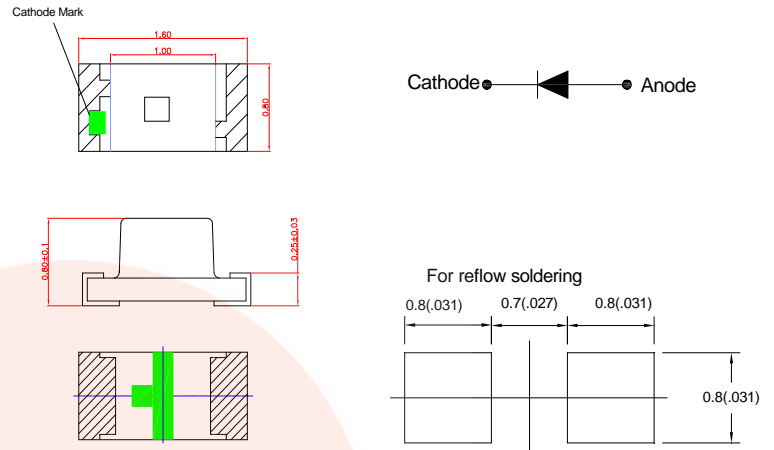 Cathode Mark
1.60
1.00
0.80
Cathode
Anode
0.80±0.1
0.25±0.03
For reflow soldering
0.8(.031)
0.7(.027)
0.8(.031)
0.8(.031)